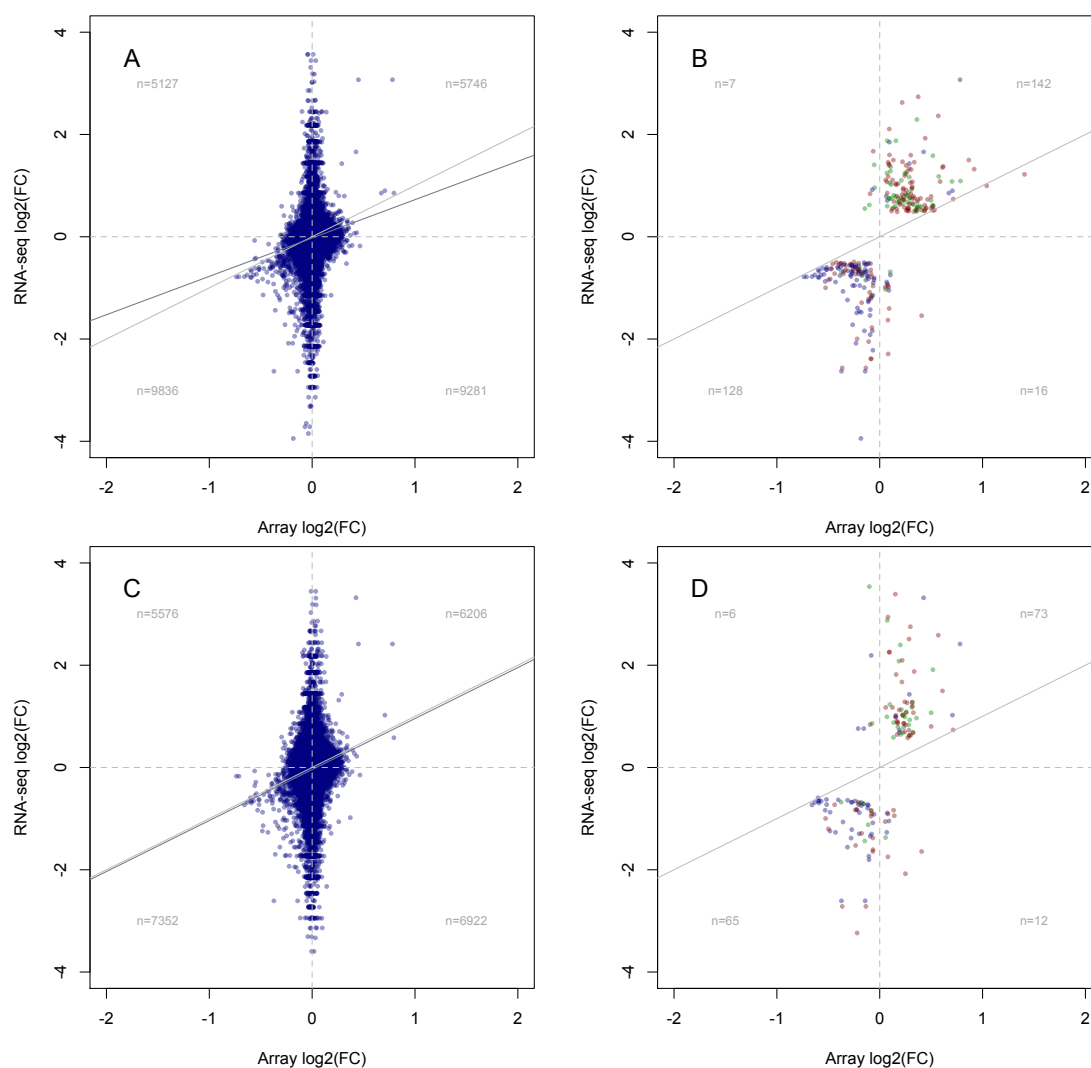 A
n=5127
n=5746
n=9836
n=9281
4
2
0
-2
-4
RNA-seq log2(FC)
-2 -1 0 1 2
Array log2(FC)
B
n=7
n=142
n=128
n=16
4
2
0
-2
-4
RNA-seq log2(FC)
-2 -1 0 1 2
Array log2(FC)
C
n=5576
n=6206
n=7352
n=6922
4
2
0
-2
-4
RNA-seq log2(FC)
-2 -1 0 1 2
Array log2(FC)
D
n=6
n=73
n=65
n=12
4
2
0
-2
-4
RNA-seq log2(FC)
-2 -1 0 1 2
Array log2(FC)